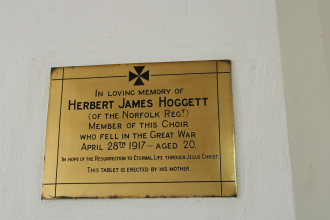 IN LOVING MEMORY OF
HERBERT JAMES HOGGETT
(OF THE NORFOLK REGT)
MEMBER OF THIS CHOIR
WHO FELL IN THE GREAT WAR
APRIL 28TH 1917 – AGED 20.
IN HOPE OF THE RESURRECTION TO ETERNAL LIFE THROUGH JESUS CHRIST.
THIS TABLET IS ERECTED BY HIS MOTHER.